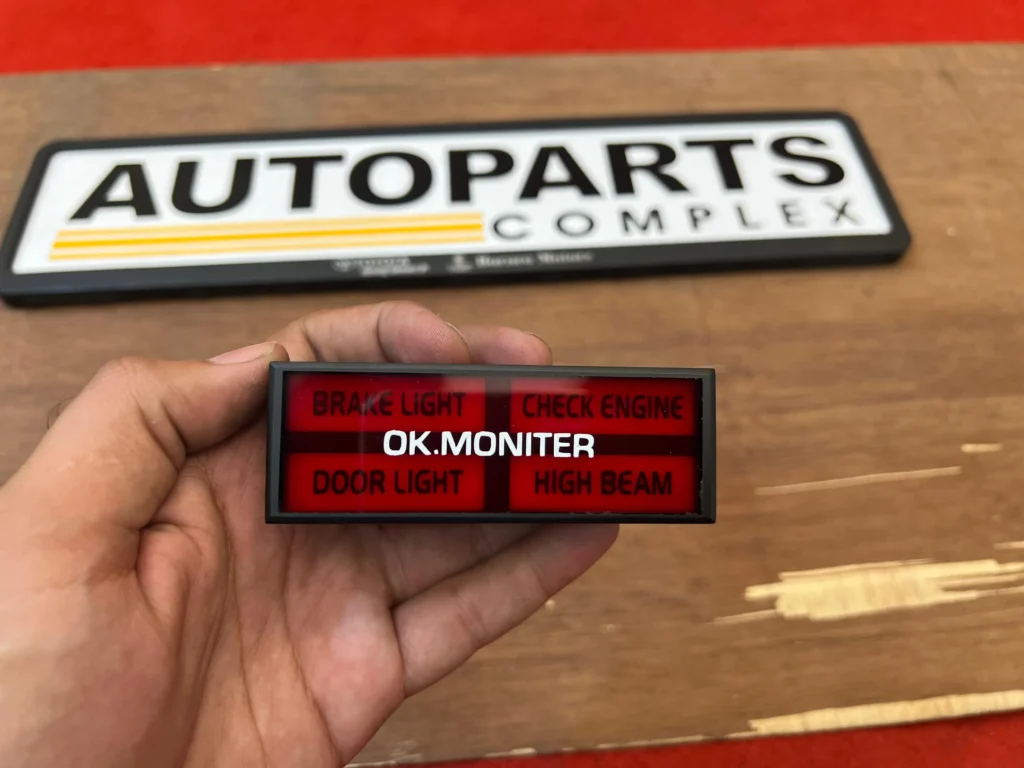 AUTOPARTS
COMPLEX
BRAKE LIGHT
CHECK ENGINE
OK.MONITER
DOOR LIGHT
HIGH BEAM